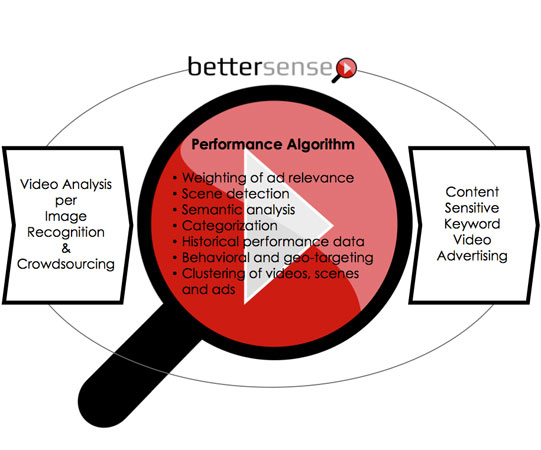 bettersense
Performance Algorithm
• Weighting of ad relevance
• Scene detection
• Semantic analysis
• Categorization
• Historical performance data
• Behavioral and geo-targeting
• Clustering of videos, scenes
and ads
Video Analysis
per
Image
Recognition
&
Crowdsourcing
Content
Sensitive
Keyword
Video
Advertising